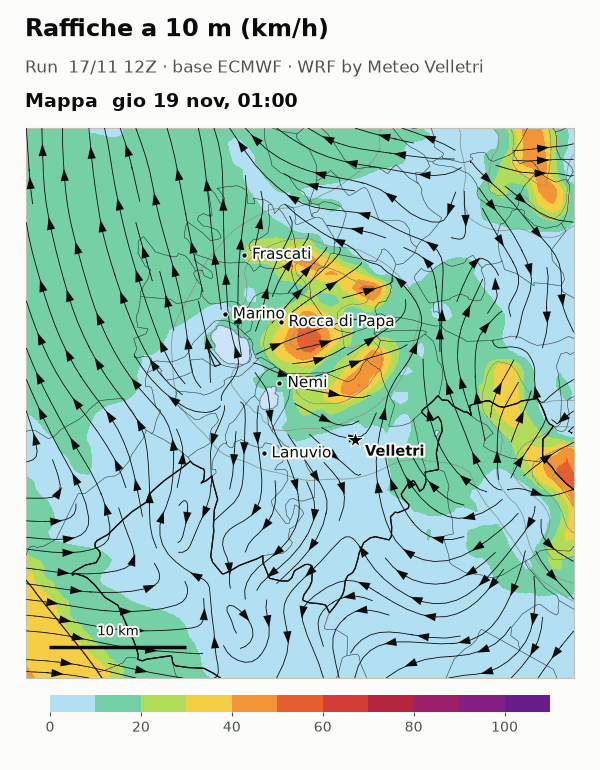 Raffiche a 10 m (km/h)
Run  17/11 12Z · base ECMWF · WRF by Meteo Velletri
Mappa  gio 19 nov, 01:00
Frascati
Marino
Rocca di Papa
Nemi
Lanuvio
Velletri
10 km
0 20 40 60 80 100